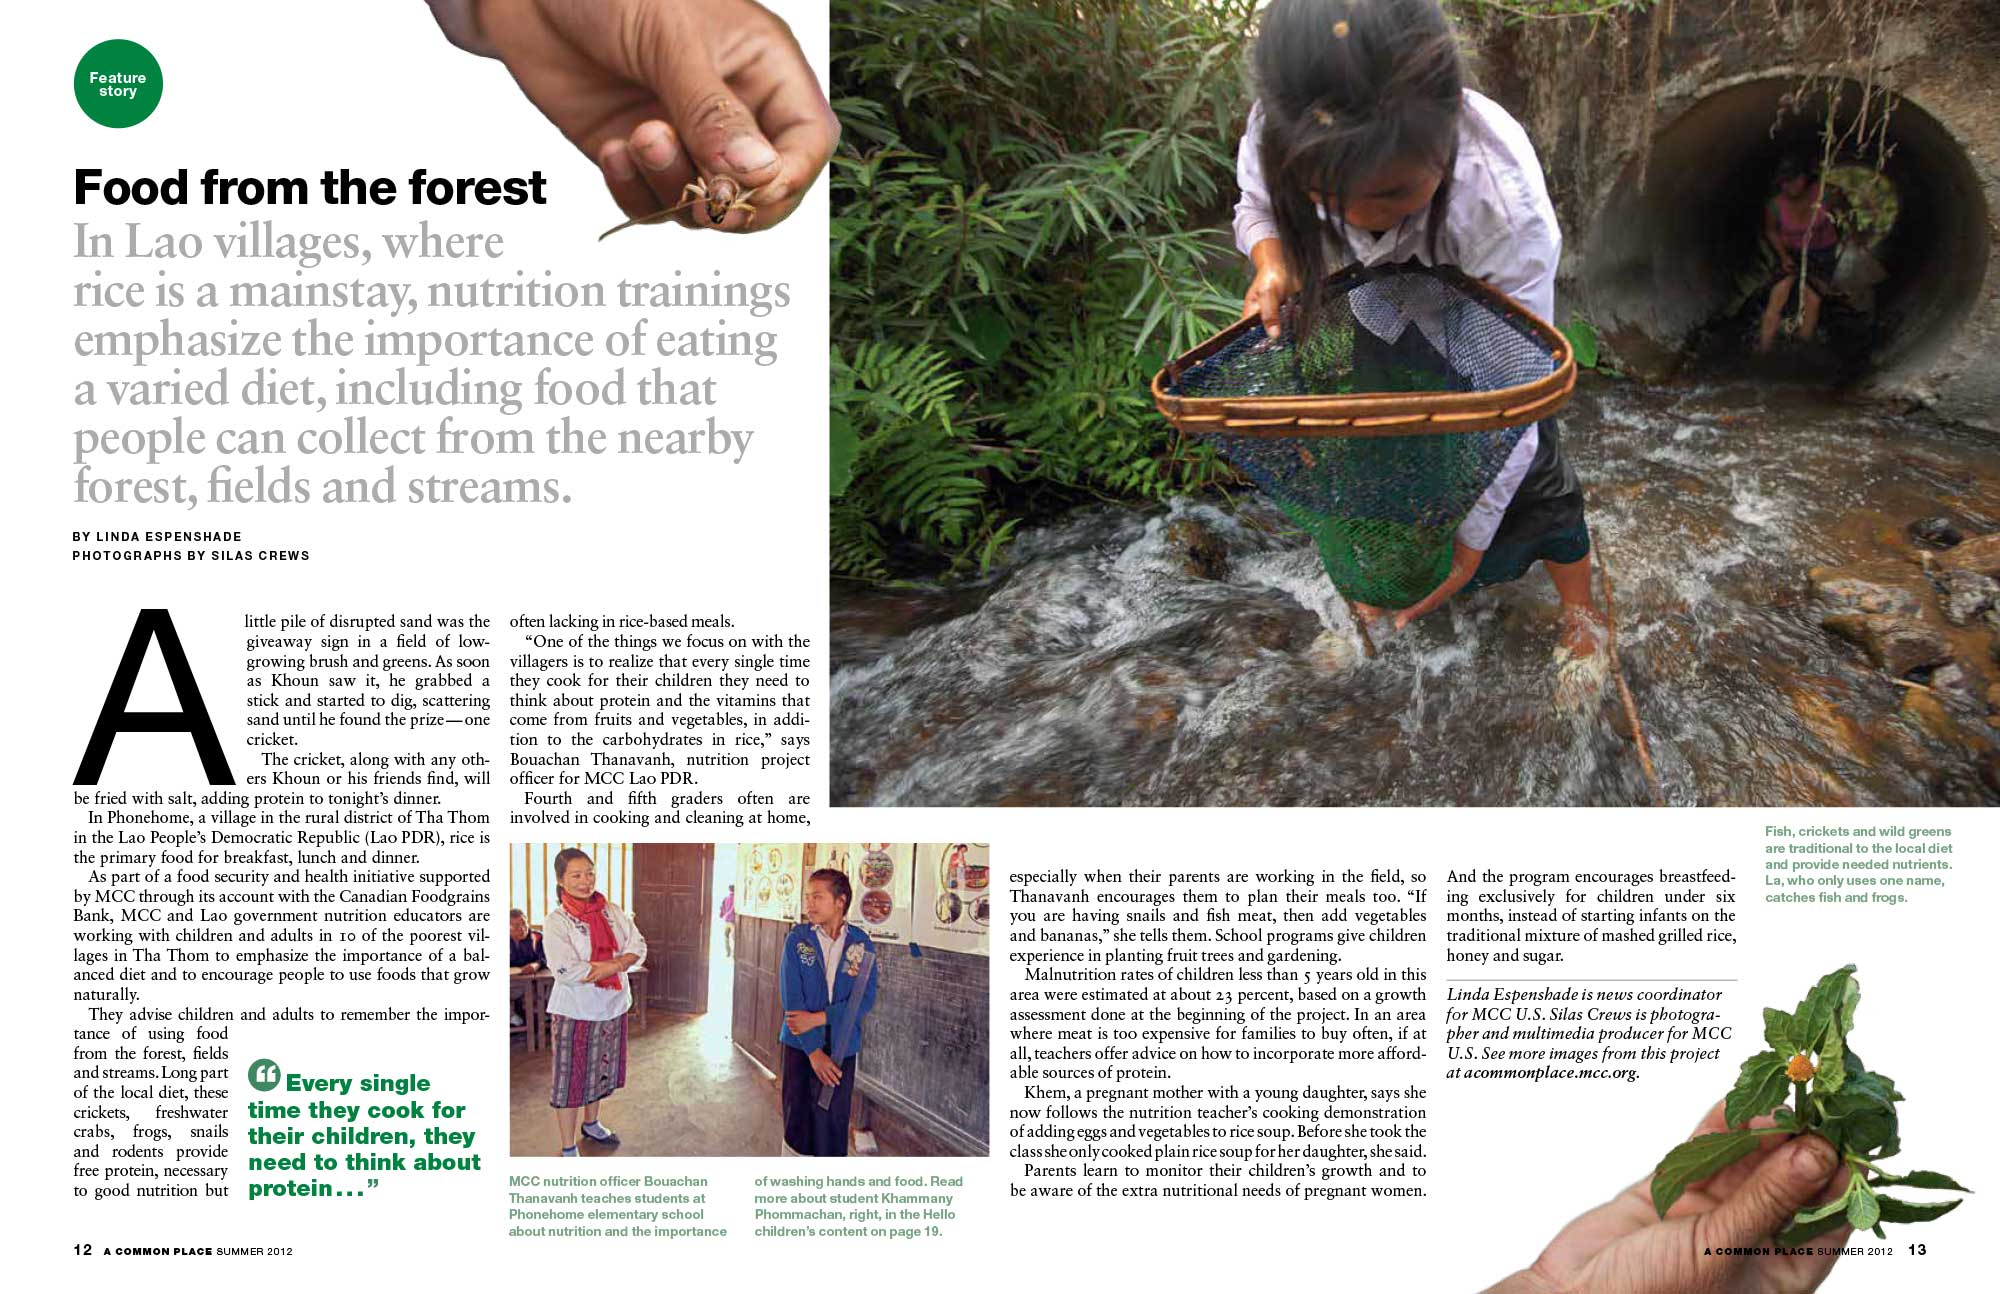 Feature
story
Food from the forest
In Lao villages, where
rice is a mainstay, nutrition trainings
emphasize the importance of eating
a varied diet, including food that
people can collect from the nearby
forest, fields and streams.
BY LINDA ESPENSHADE
PHOTOGRAPHS BY SILAS CREWS
A little pile of disrupted sand was the
giveaway sign in a field of low-
growing brush and greens. As soon
as Khoun saw it, he grabbed a
stick and started to dig, scattering
sand until he found the prize—one
cricket.
The cricket, along with any oth-
ers Khoun or his friends find, will
be fried with salt, adding protein to tonight's dinner.
In Phonehome, a village in the rural district of Tha Thom
in the Lao People's Democratic Republic (Lao PDR), rice is
the primary food for breakfast, lunch and dinner.
As part of a food security and health initiative supported
by MCC through its account with the Canadian Foodgrains
Bank, MCC and Lao government nutrition educators are
working with children and adults in 10 of the poorest vil-
lages in Tha Thom to emphasize the importance of a bal-
anced diet and to encourage people to use foods that grow
naturally.
They advise children and adults to remember the impor-
tance of using food
from the forest, fields
and streams. Long part
of the local diet, these
crickets, freshwater
crabs, frogs, snails
and rodents provide
free protein, necessary
to good nutrition but
“Every single
time they cook for
their children, they
need to think about
protein...”
often lacking in rice-based meals.
“One of the things we focus on with the
villagers is to realize that every single time
they cook for their children they need to
think about protein and the vitamins that
come from fruits and vegetables, in addi-
tion to the carbohydrates in rice,” says
Bouachan Thanavanh, nutrition project
officer for MCC Lao PDR.
Fourth and fifth graders often are
involved in cooking and cleaning at home,
MCC nutrition officer Bouachan
Thanavanh teaches students at
Phonehome elementary school
about nutrition and the importance
of washing hands and food. Read
more about student Khammany
Phommachan, right, in the Hello
children's content on page 19.
especially when their parents are working in the field, so
Thanavanh encourages them to plan their meals too. “If
you are having snails and fish meat, then add vegetables
and bananas,” she tells them. School programs give children
experience in planting fruit trees and gardening.
Malnutrition rates of children less than 5 years old in this
area were estimated at about 23 percent, based on a growth
assessment done at the beginning of the project. In an area
where meat is too expensive for families to buy often, if at
all, teachers offer advice on how to incorporate more afford-
able sources of protein.
Khem, a pregnant mother with a young daughter, says she
now follows the nutrition teacher's cooking demonstration
of adding eggs and vegetables to rice soup. Before she took the
class she only cooked plain rice soup for her daughter, she said.
Parents learn to monitor their children's growth and to
be aware of the extra nutritional needs of pregnant women.
And the program encourages breastfeed-
ing exclusively for children under six
months, instead of starting infants on the
traditional mixture of mashed grilled rice,
honey and sugar.
Linda Espenshade is news coordinator
for MCC U.S. Silas Crews is photogra-
pher and multimedia producer for MCC
U.S. See more images from this project
at acommonplace.mcc.org.
Fish, crickets and wild greens
are traditional to the local diet
and provide needed nutrients.
La, who only uses one name,
catches fish and frogs.
12 A COMMON PLACE SUMMER 2012
A COMMON PLACE SUMMER 2012 13